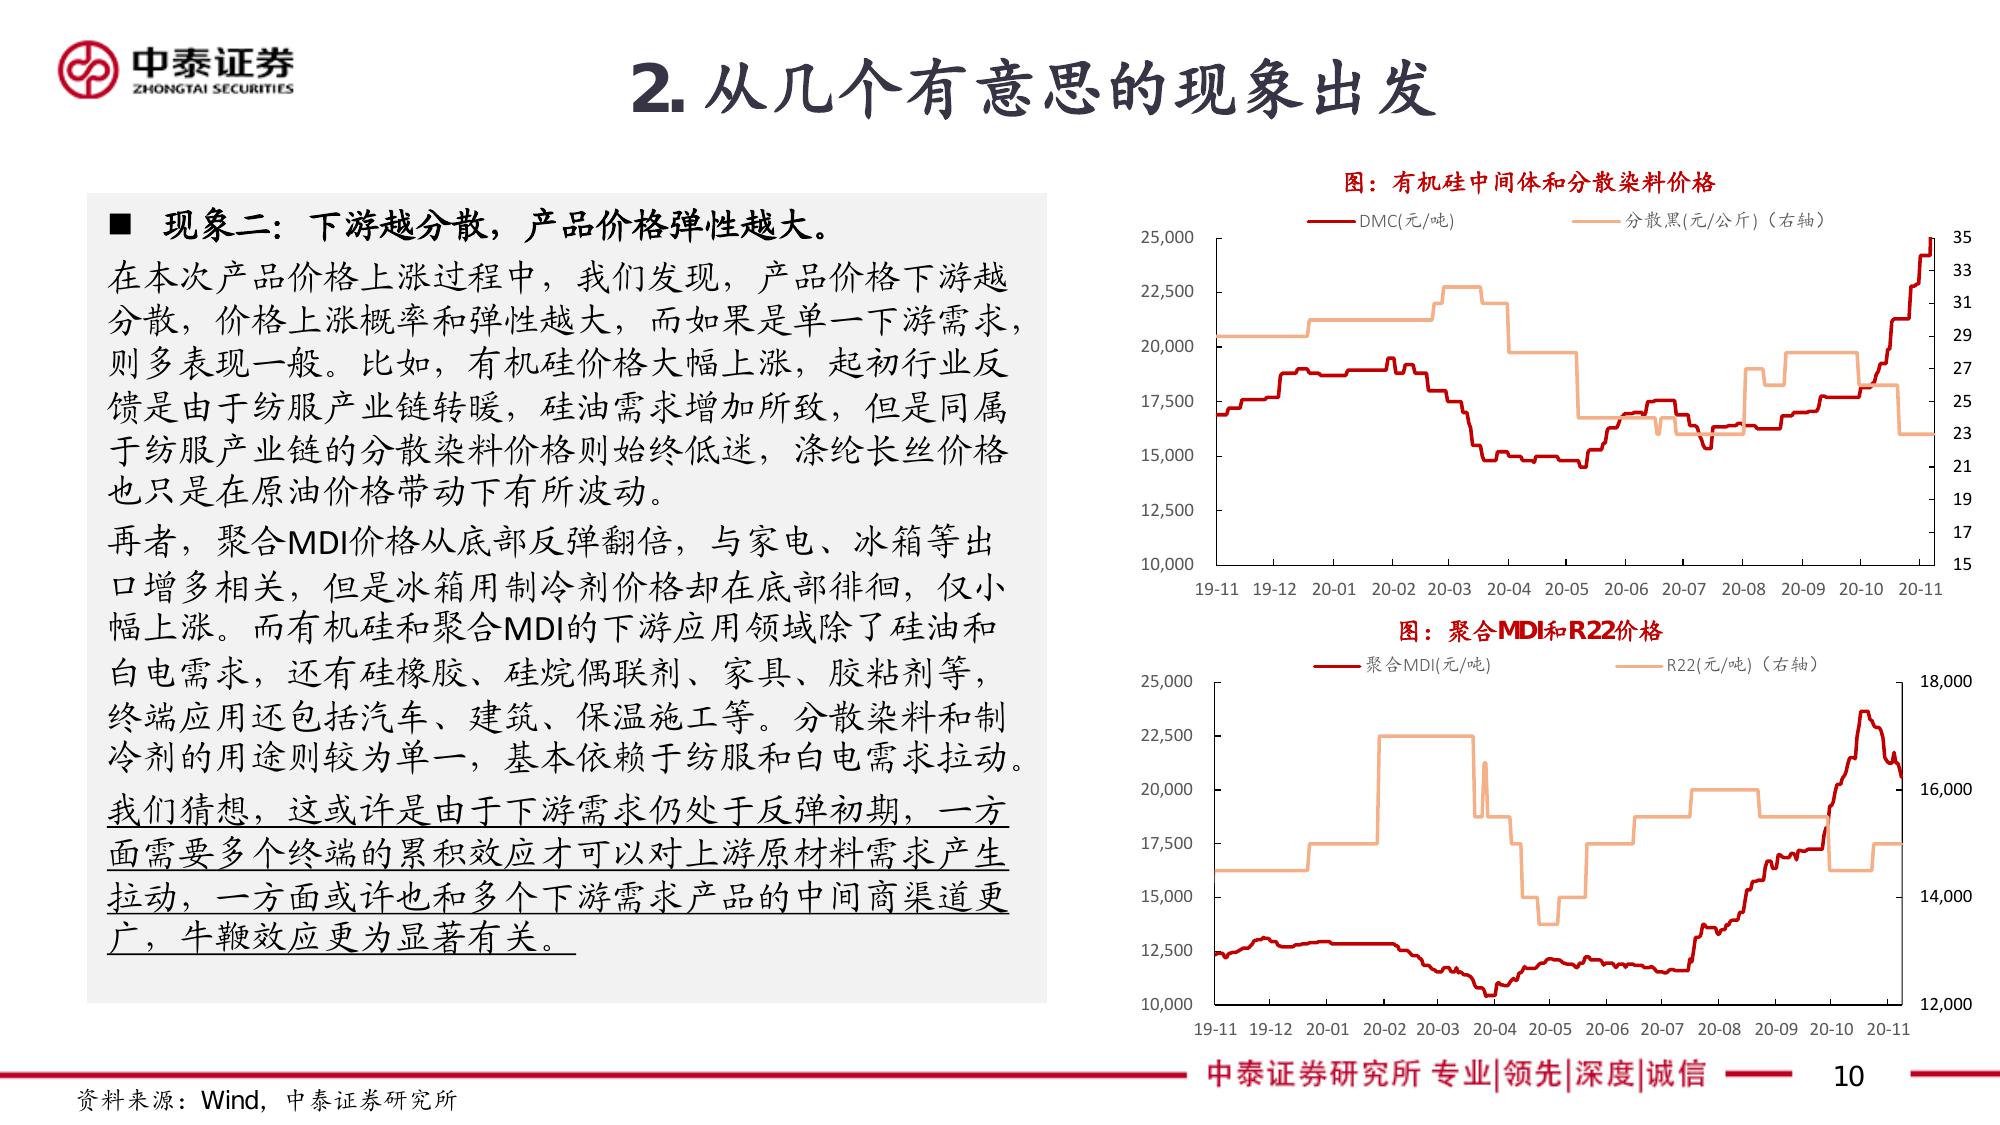 中泰证券
ZHONGTAI SECURITIES
2. 从几个有意思的现象出发
■ 现象二：下游越分散，产品价格弹性越大。
在本次产品价格上涨过程中，我们发现，产品价格下游越
分散，价格上涨概率和弹性越大，而如果是单一下游需求，
则多表现一般。比如，有机硅价格大幅上涨，起初行业反
馈是由于纺服产业链转暖，硅油需求增加所致，但是同属
于纺服产业链的分散染料价格则始终低迷，涤纶长丝价格
也只是在原油价格带动下有所波动。
再者，聚合MDI价格从底部反弹翻倍，与家电、冰箱等出
口增多相关，但是冰箱用制冷剂价格却在底部徘徊，仅小
幅上涨。而有机硅和聚合MDI的下游应用领域除了硅油和
白电需求，还有硅橡胶、硅烷偶联剂、家具、胶粘剂等，
终端应用还包括汽车、建筑、保温施工等。分散染料和制
冷剂的用途则较为单一，基本依赖于纺服和白电需求拉动。
我们猜想，这或许是由于下游需求仍处于反弹初期，一方
面需要多个终端的累积效应才可以对上游原材料需求产生
拉动，一方面或许也和多个下游需求产品的中间商渠道更
广，牛鞭效应更为显著有关。
图：有机硅中间体和分散染料价格
DMC(元/吨) 分散黑(元/公斤)（右轴）
25,000
22,500
20,000
17,500
15,000
12,500
10,000
35
33
31
29
27
25
23
21
19
17
15
19-11 19-12 20-01 20-02 20-03 20-04 20-05 20-06 20-07 20-08 20-09 20-10 20-11
图：聚合MDI和R22价格
聚合MDI(元/吨) R22(元/吨)（右轴）
25,000
22,500
20,000
17,500
15,000
12,500
10,000
18,000
16,000
14,000
12,000
19-11 19-12 20-01 20-02 20-03 20-04 20-05 20-06 20-07 20-08 20-09 20-10 20-11
中泰证券研究所 专业|领先|深度|诚信
10
资料来源：Wind，中泰证券研究所